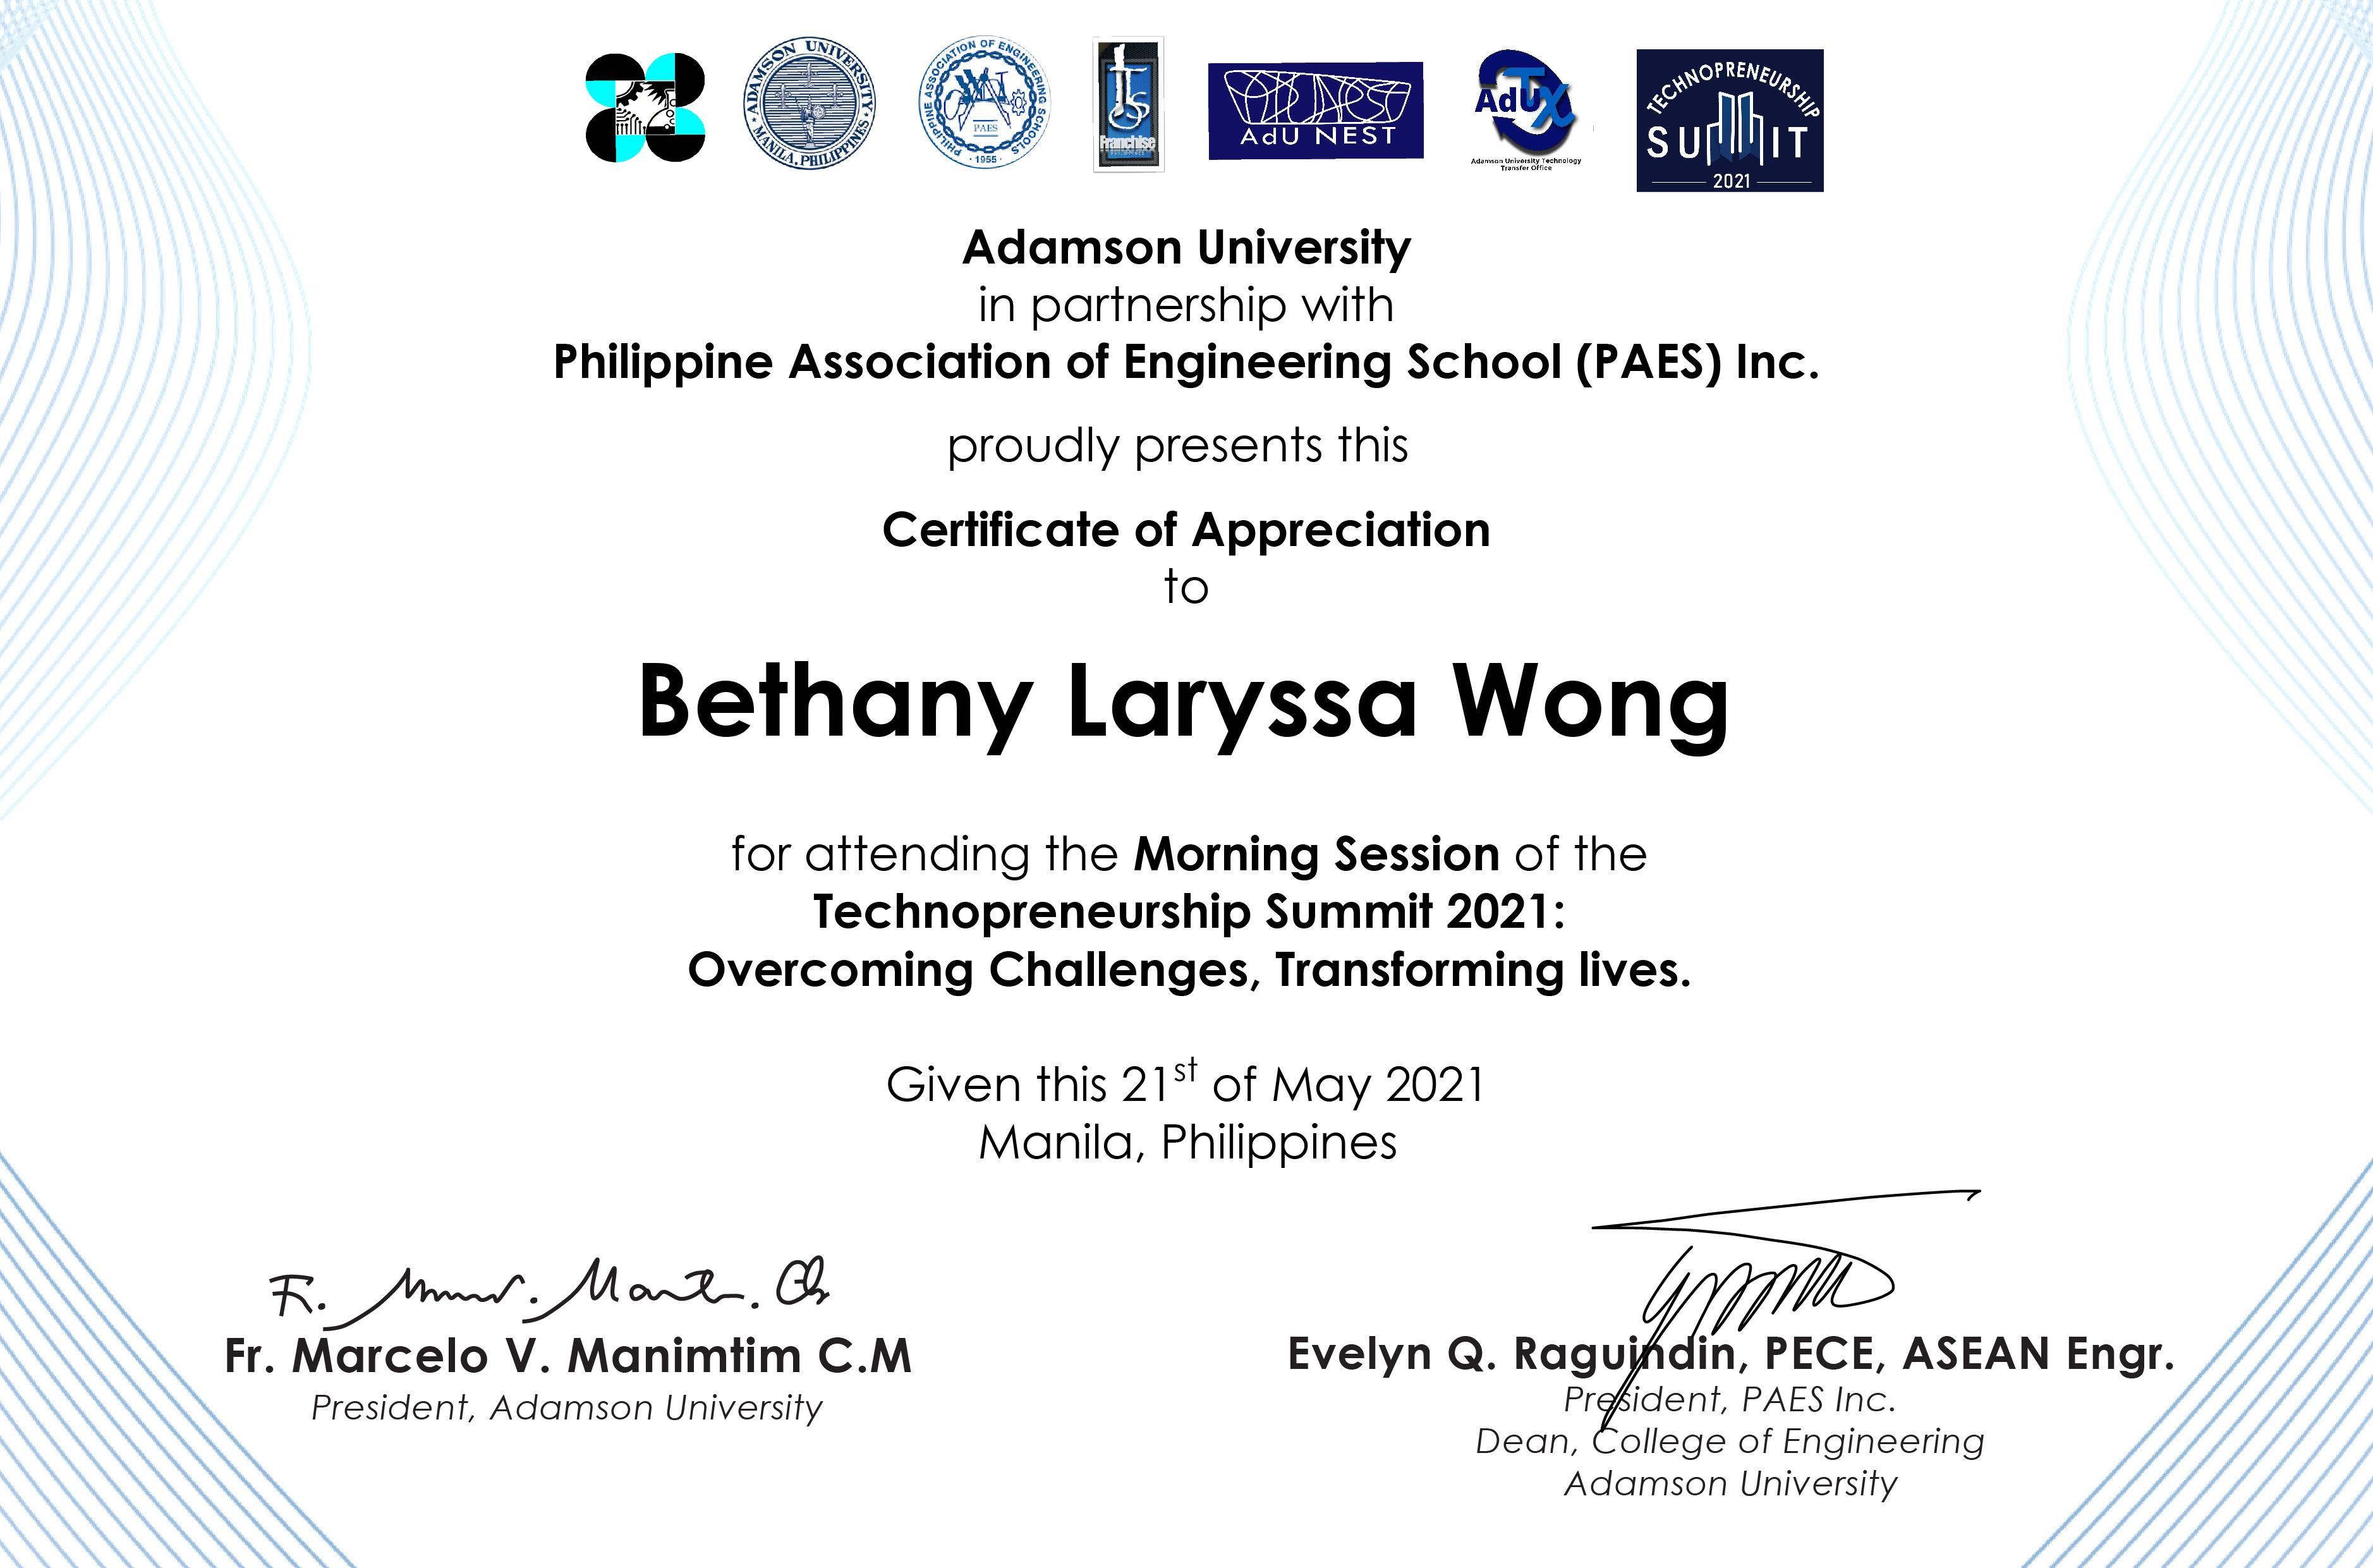 ADAMSON UNIVERSITY
MANILA, PHILIPPINES
PHILIPPINE ASSOCIATION OF ENGINEERING SCHOOLS
PAES
1955
Franchise
AdU NEST
AdU TX
Adamson University Technology
Transfer Office
TECHNOPRENEURSHIP
SUMMIT
2021
Adamson University
in partnership with
Philippine Association of Engineering School (PAES) Inc.
proudly presents this
Certificate of Appreciation
to
Bethany Laryssa Wong
for attending the Morning Session of the
Technopreneurship Summit 2021:
Overcoming Challenges, Transforming lives.
Given this 21st of May 2021
Manila, Philippines
Fr. Marcelo V. Manimtim C.M
President, Adamson University
Evelyn Q. Raguindin, PECE, ASEAN Engr.
President, PAES Inc.
Dean, College of Engineering
Adamson University